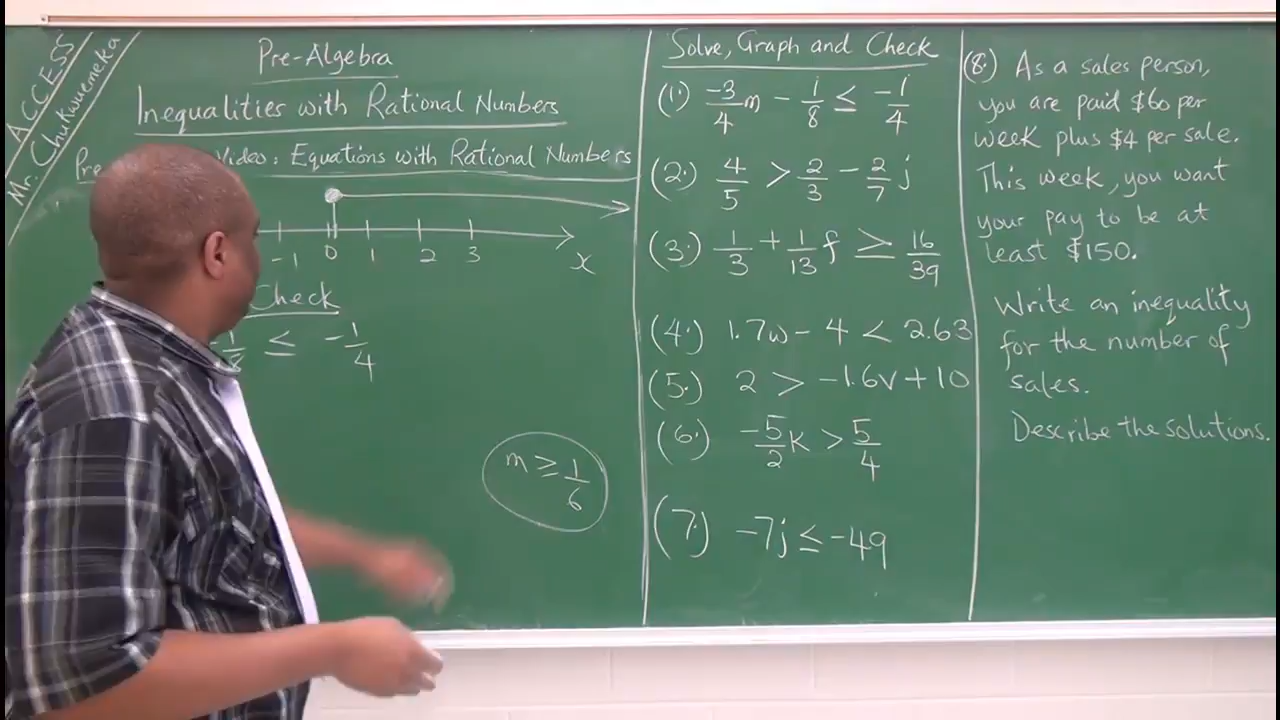 ACCESS
Mr. Chukwuemeka
Pre-Algebra
Inequalities with Rational Numbers
Pre Video: Equations with Rational Numbers
-1 0 1 2 3 x
Check
-1/8 ≤ -1/4
m ≥ 1/6
Solve, Graph and Check
(1.) -3/4 m - 1/8 ≤ -1/4
(2.) 4/5 > 2/3 - 2/7 j
(3.) 1/3 + 1/13 f ≥ 16/39
(4.) 1.7w - 4 < 2.63
(5.) 2 > -1.6v + 10
(6.) -5/2 k > 5/4
(7.) -7j ≤ -49
(8.) As a sales person,
you are paid $60 per
week plus $4 per sale.
This week, you want
your pay to be at
least $150.
Write an inequality
for the number of
sales.
Describe the solutions.